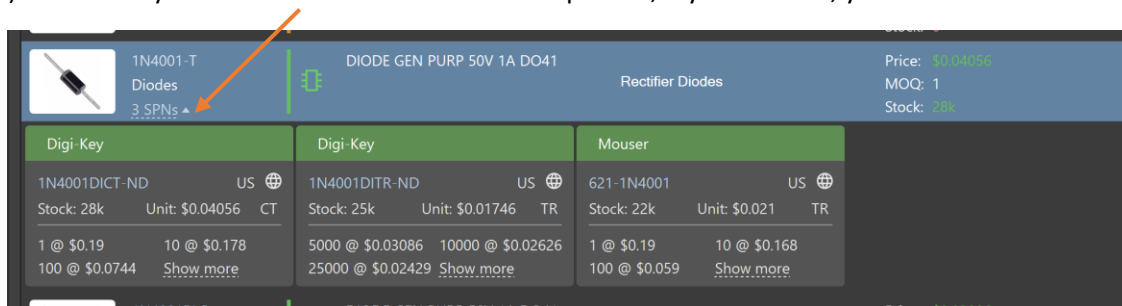 Stock:
1N4001-T
DIODE GEN PURP 50V 1A DO41
Diodes
Rectifier Diodes
3 SPNs
Price: $0.04056
MOQ: 1
Stock: 28k
Digi-Key
1N4001DICT-ND US
Stock: 28k Unit: $0.04056 CT
1 @ $0.19 10 @ $0.178
100 @ $0.0744 Show more
Digi-Key
1N4001DITR-ND US
Stock: 25k Unit: $0.01746 TR
5000 @ $0.03086 10000 @ $0.02626
25000 @ $0.02429 Show more
Mouser
621-1N4001 US
Stock: 22k Unit: $0.021 TR
1 @ $0.19 10 @ $0.168
100 @ $0.059 Show more